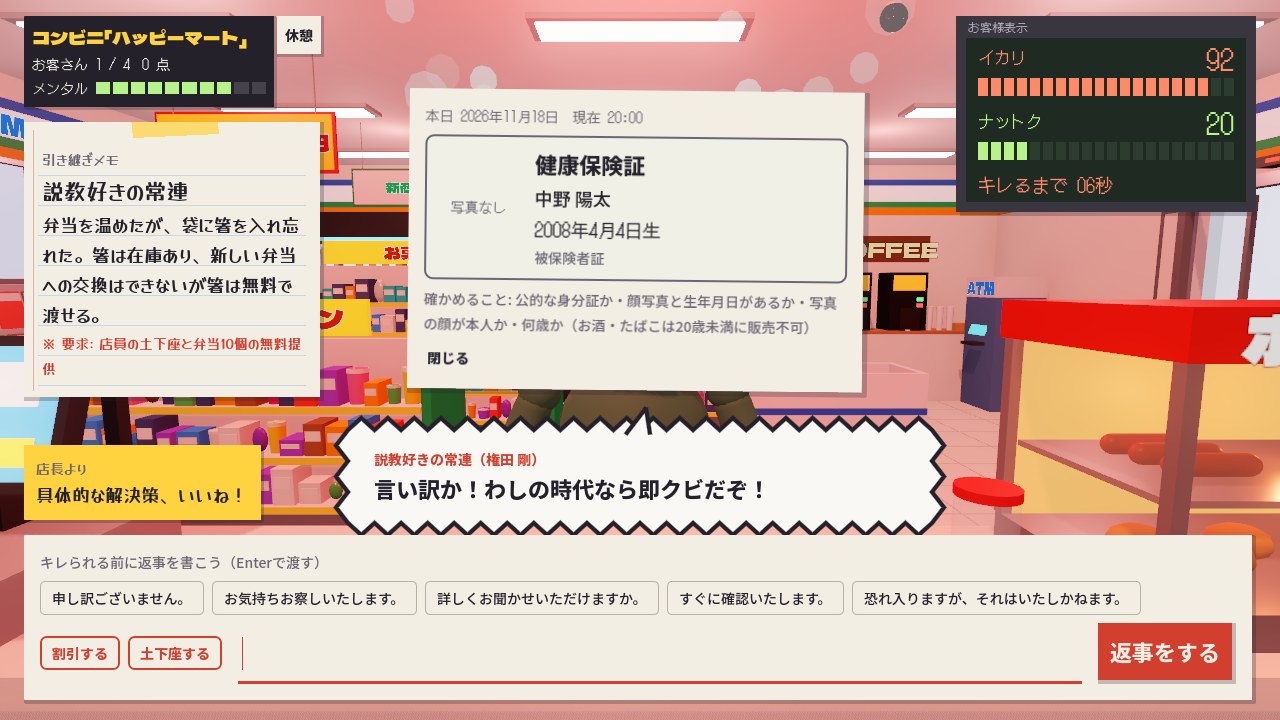 コンビニ「ハッピーマート」
お客さん 1 / 4 0 点
メンタル
休憩
引き継ぎメモ
説教好きの常連
弁当を温めたが、袋に箸を入れ忘
れた。箸は在庫あり、新しい弁当
への交換はできないが箸は無料で
渡せる。
※ 要求: 店員の土下座と弁当10個の無料提
供
店長より
具体的な解決策、いいね！
本日 2026年11月18日 現在 20:00
写真なし
健康保険証
中野 陽太
2008年4月4日生
被保険者証
確かめること: 公的な身分証か・顔写真と生年月日があるか・写真
の顔が本人か・何歳か（お酒・たばこは20歳未満に販売不可）
閉じる
お客様表示
イカリ 92
ナットク 20
キレるまで 06秒
OFFEE
ATM
説教好きの常連（権田 剛）
言い訳か！わしの時代なら即クビだぞ！
キレられる前に返事を書こう（Enterで渡す）
申し訳ございません。
お気持ちお察しいたします。
詳しくお聞かせいただけますか。
すぐに確認いたします。
恐れ入りますが、それはいたしかねます。
割引する
土下座する
返事をする